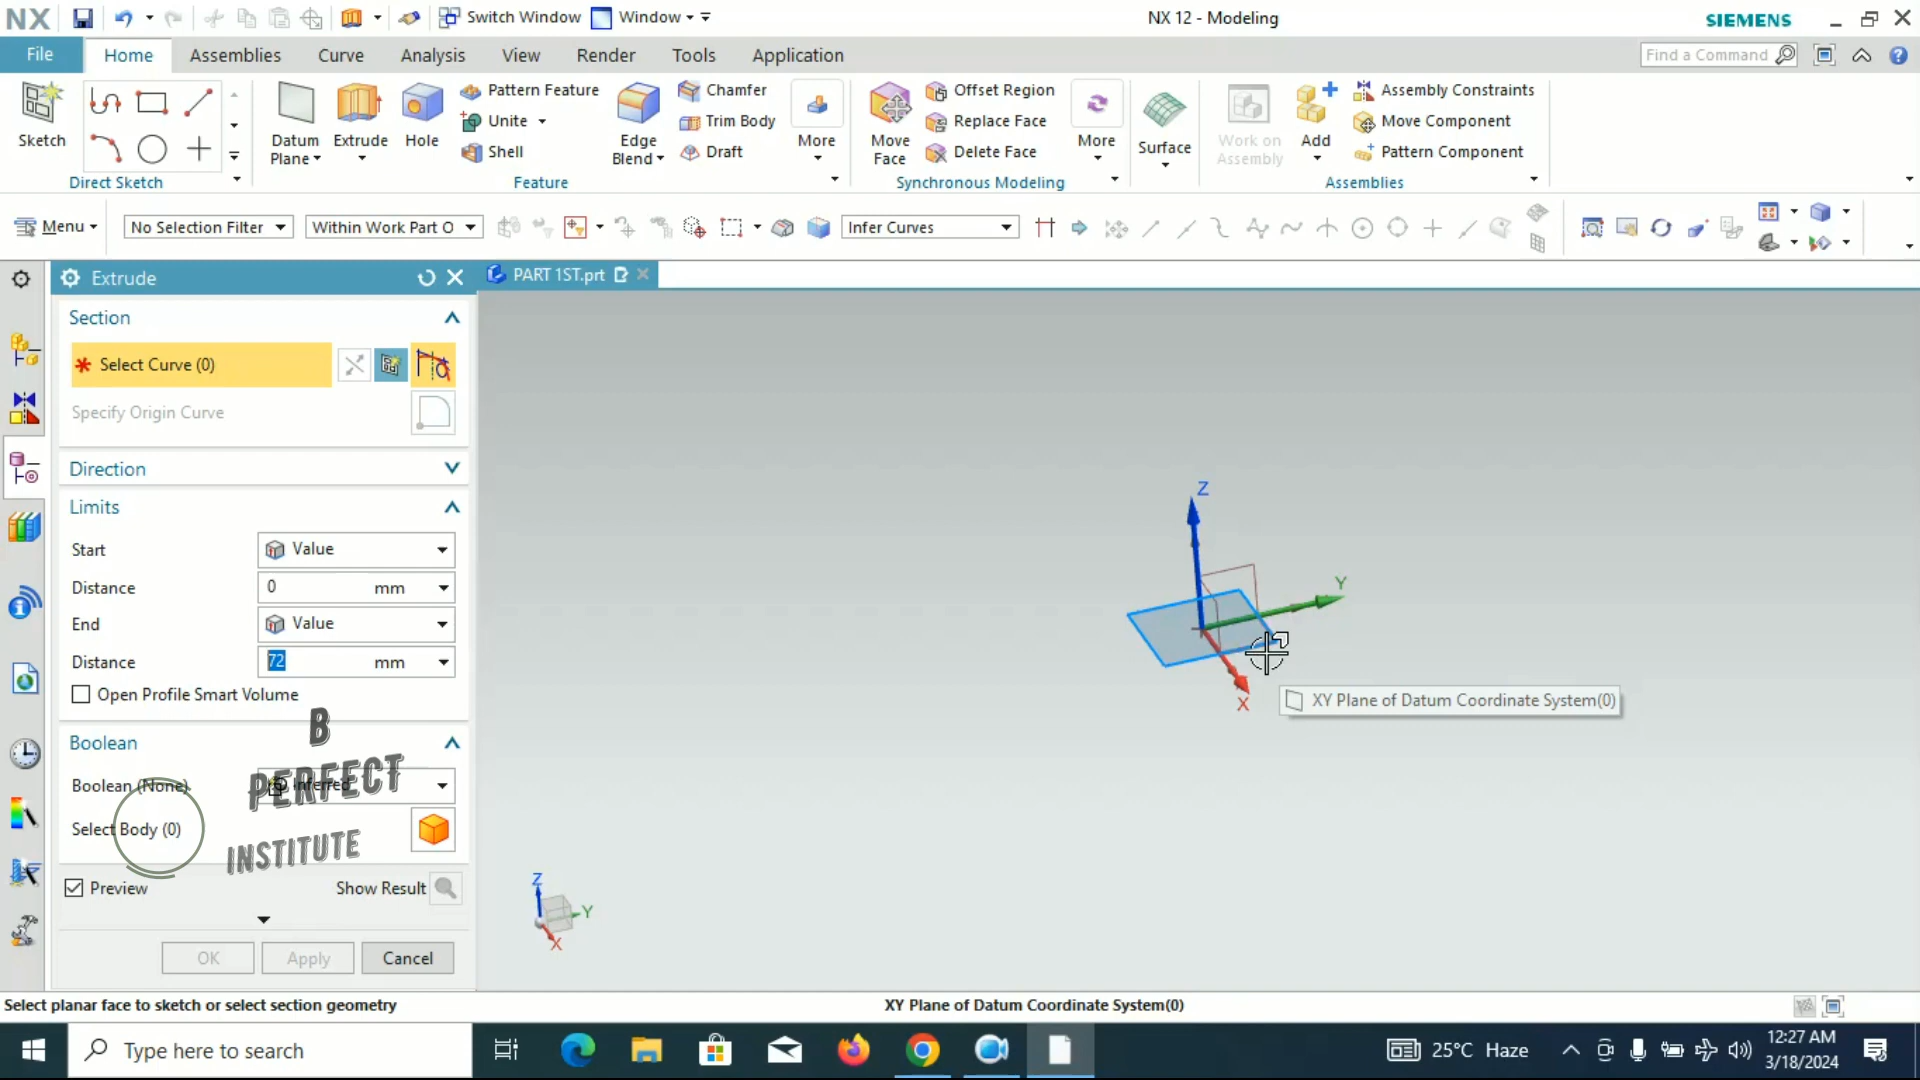 NX
Switch Window
Window
NX 12 - Modeling
SIEMENS
File
Home
Assemblies
Curve
Analysis
View
Render
Tools
Application
Find a Command
Sketch
Direct Sketch
Datum
Plane
Extrude
Hole
Pattern Feature
Unite
Shell
Edge
Blend
Chamfer
Trim Body
Draft
More
Feature
Move
Face
Offset Region
Replace Face
Delete Face
More
Synchronous Modeling
Surface
Work on
Assembly
Add
Assembly Constraints
Move Component
Pattern Component
Assemblies
Menu
No Selection Filter
Within Work Part O
Infer Curves
Extrude
PART 1ST.prt
Section
* Select Curve (0)
Specify Origin Curve
Direction
Limits
Start
Value
Distance
0 mm
End
Value
Distance
72 mm
Open Profile Smart Volume
Boolean
Boolean (None)
Inferred
Select Body (0)
B
PERFECT
INSTITUTE
Preview
Show Result
OK
Apply
Cancel
Z
Y
X
XY Plane of Datum Coordinate System(0)
Z
Y
X
Select planar face to sketch or select section geometry
XY Plane of Datum Coordinate System(0)
Type here to search
25°C Haze
12:27 AM
3/18/2024